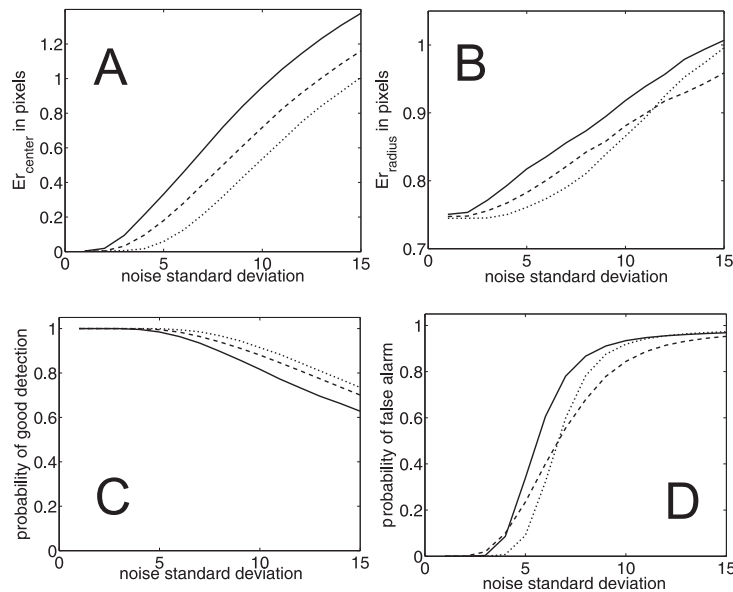 A
Er_center in pixels
1.2
1
0.8
0.6
0.4
0.2
0
0 5 10 15
noise standard deviation
B
Er_radius in pixels
1
0.9
0.8
0.7
0 5 10 15
noise standard deviation
C
probability of good detection
1
0.8
0.6
0.4
0.2
0
0 5 10 15
noise standard deviation
D
probability of false alarm
1
0.8
0.6
0.4
0.2
0
0 5 10 15
noise standard deviation